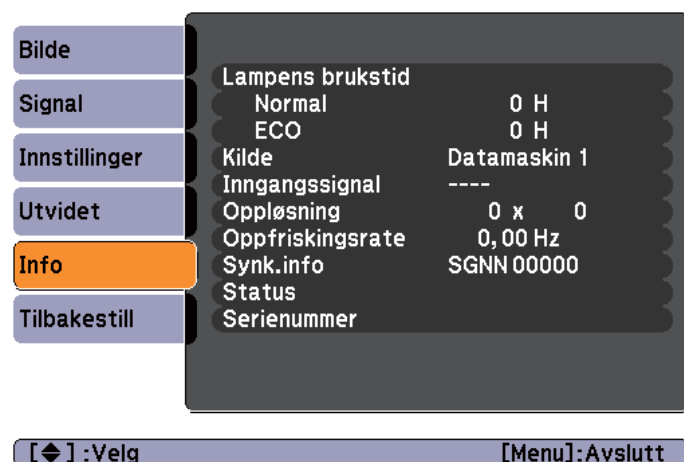 Bilde
Signal
Innstillinger
Utvidet
Info
Tilbakestill
Lampens brukstid
Normal 0 H
ECO 0 H
Kilde Datamaskin 1
Inngangssignal ----
Oppløsning 0 x 0
Oppfriskingsrate 0,00 Hz
Synk.info SGNN 00000
Status
Serienummer
[◆] :Velg [Menu]:Avslutt